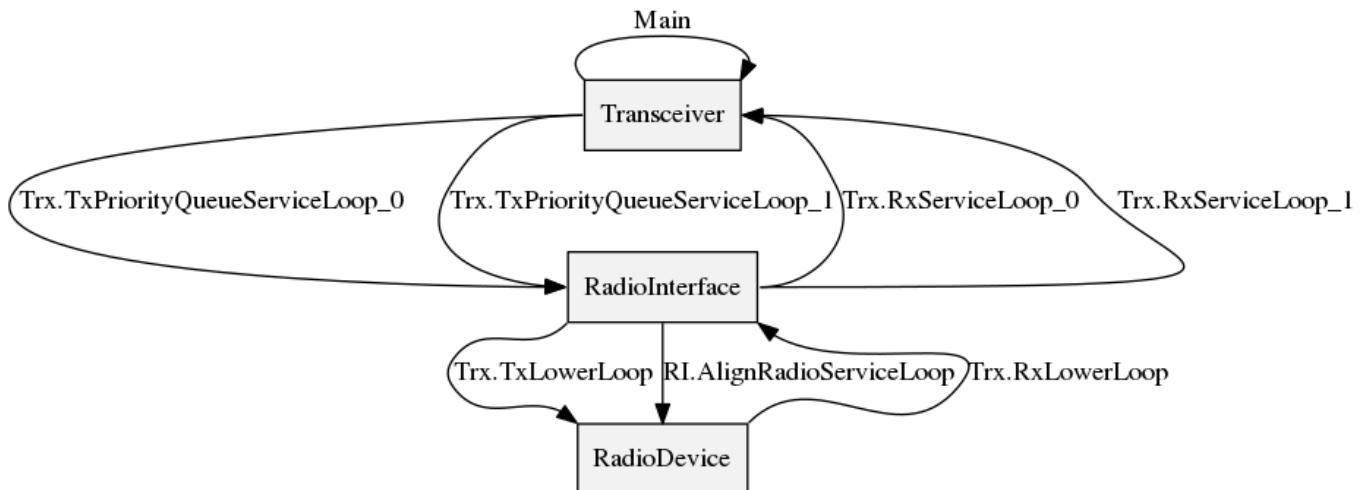 Main
Transceiver
Trx.TxPriorityQueueServiceLoop_0
Trx.TxPriorityQueueServiceLoop_1
Trx.RxServiceLoop_0
Trx.RxServiceLoop_1
RadioInterface
Trx.TxLowerLoop
RI.AlignRadioServiceLoop
Trx.RxLowerLoop
RadioDevice